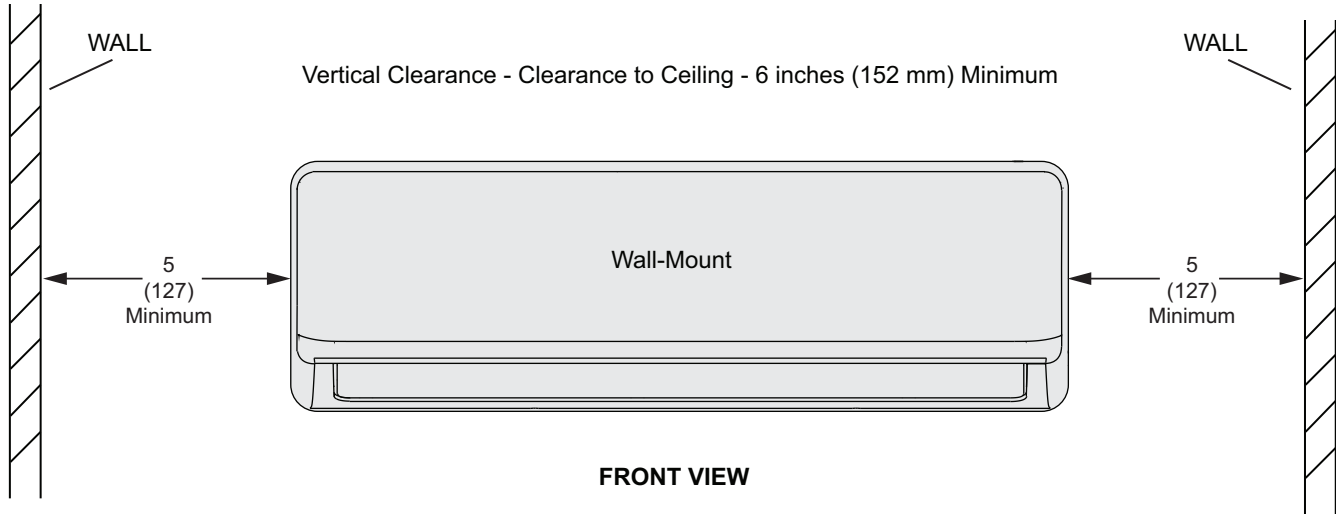 WALL
WALL
Vertical Clearance - Clearance to Ceiling - 6 inches (152 mm) Minimum
Wall-Mount
5
(127)
Minimum
5
(127)
Minimum
FRONT VIEW